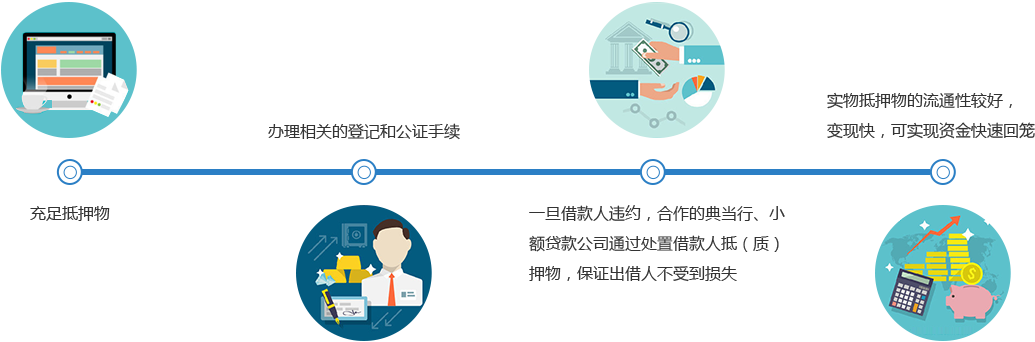 充足抵押物
办理相关的登记和公证手续
一旦借款人违约，合作的典当行、小
额贷款公司通过处置借款人抵（质）
押物，保证出借人不受到损失
实物抵押物的流通性较好，
变现快，可实现资金快速回笼